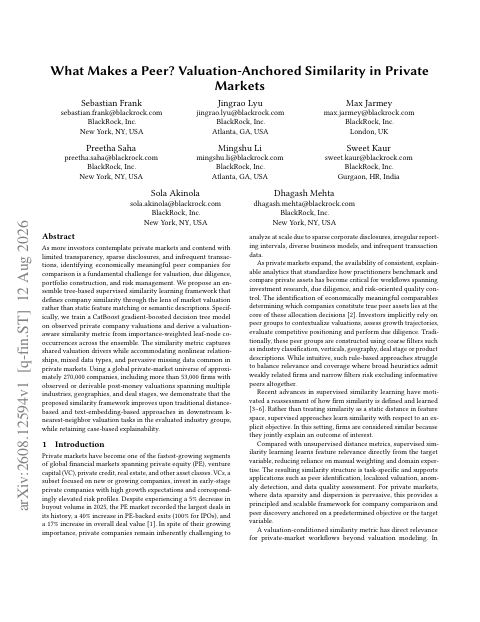 What Makes a Peer? Valuation-Anchored Similarity in Private
Markets
Sebastian Frank
sebastian.frank@blackrock.com
BlackRock, Inc.
New York, NY, USA
Jingrao Lyu
jingrao.lyu@blackrock.com
BlackRock, Inc.
Atlanta, GA, USA
Max Jarmey
max.jarmey@blackrock.com
BlackRock, Inc.
London, UK
Preetha Saha
preetha.saha@blackrock.com
BlackRock, Inc.
New York, NY, USA
Mingshu Li
mingshu.li@blackrock.com
BlackRock, Inc.
Atlanta, GA, USA
Sweet Kaur
sweet.kaur@blackrock.com
BlackRock, Inc.
Gurgaon, HR, India
Sola Akinola
sola.akinola@blackrock.com
BlackRock, Inc.
New York, NY, USA
Dhagash Mehta
dhagash.mehta@blackrock.com
BlackRock, Inc.
New York, NY, USA
arXiv:2608.12594v1 [q-fin.ST] 12 Aug 2026
Abstract
As more investors contemplate private markets and contend with
limited transparency, sparse disclosures, and infrequent transac-
tions, identifying economically meaningful peer companies for
comparison is a fundamental challenge for valuation, due diligence,
portfolio construction, and risk management. We propose an en-
semble tree-based supervised similarity learning framework that
defines company similarity through the lens of market valuation
rather than static feature matching or semantic descriptions. Specif-
ically, we train a CatBoost gradient-boosted decision tree model
on observed private company valuations and derive a valuation-
aware similarity metric from importance-weighted leaf-node co-
occurrences across the ensemble. The similarity metric captures
shared valuation drivers while accommodating nonlinear relation-
ships, mixed data types, and pervasive missing data common in
private markets. Using a global private-market universe of approxi-
mately 270,000 companies, including more than 53,000 firms with
observed or derivable post-money valuations spanning multiple
industries, geographies, and deal stages, we demonstrate that the
proposed similarity framework improves upon traditional distance-
based and text-embedding-based approaches in downstream k-
nearest-neighbor valuation tasks in the evaluated industry groups,
while retaining case-based explainability.
1 Introduction
Private markets have become one of the fastest-growing segments
of global financial markets spanning private equity (PE), venture
capital (VC), private credit, real estate, and other asset classes. VCs, a
subset focused on new or growing companies, invest in early-stage
private companies with high growth expectations and correspond-
ingly elevated risk profiles. Despite experiencing a 5% decrease in
buyout volume in 2025, the PE market recorded the largest deals in
its history, a 40% increase in PE-backed exits (100% for IPOs), and
a 17% increase in overall deal value [1]. In spite of their growing
importance, private companies remain inherently challenging to
analyze at scale due to sparse corporate disclosures, irregular report-
ing intervals, diverse business models, and infrequent transaction
data.
As private markets expand, the availability of consistent, explain-
able analytics that standardize how practitioners benchmark and
compare private assets has become critical for workflows spanning
investment research, due diligence, and risk-oriented quality con-
trol. The identification of economically meaningful comparables
determining which companies constitute true peer assets lies at the
core of these allocation decisions [2]. Investors implicitly rely on
peer groups to contextualize valuations, assess growth trajectories,
evaluate competitive positioning and perform due diligence. Tradi-
tionally, these peer groups are constructed using coarse filters such
as industry classification, verticals, geography, deal stage or product
descriptions. While intuitive, such rule-based approaches struggle
to balance relevance and coverage where broad heuristics admit
weakly related firms and narrow filters risk excluding informative
peers altogether.
Recent advances in supervised similarity learning have moti-
vated a reassessment of how firm similarity is defined and learned
[3–6]. Rather than treating similarity as a static distance in feature
space, supervised approaches learn similarity with respect to an ex-
plicit objective. In this setting, firms are considered similar because
they jointly explain an outcome of interest.
Compared with unsupervised distance metrics, supervised sim-
ilarity learning learns feature relevance directly from the target
variable, reducing reliance on manual weighting and domain exper-
tise. The resulting similarity structure is task-specific and supports
applications such as peer identification, localized valuation, anom-
aly detection, and data quality assessment. For private markets,
where data sparsity and dispersion is pervasive, this provides a
principled and scalable framework for company comparison and
peer discovery anchored on a predetermined objective or the target
variable.
A valuation-conditioned similarity metric has direct relevance
for private-market workflows beyond valuation modeling. In